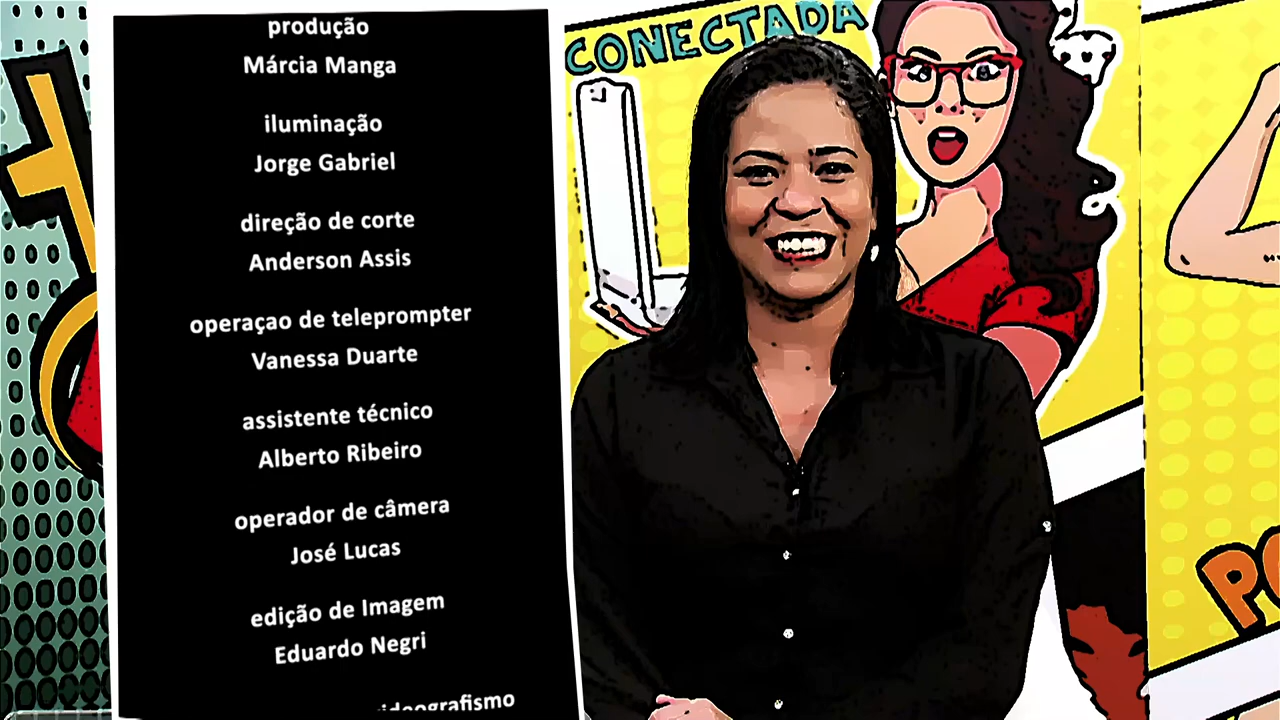 produção
Márcia Manga
iluminação
Jorge Gabriel
direção de corte
Anderson Assis
operaçao de teleprompter
Vanessa Duarte
assistente técnico
Alberto Ribeiro
operador de câmera
José Lucas
edição de Imagem
Eduardo Negri
CONECTADA